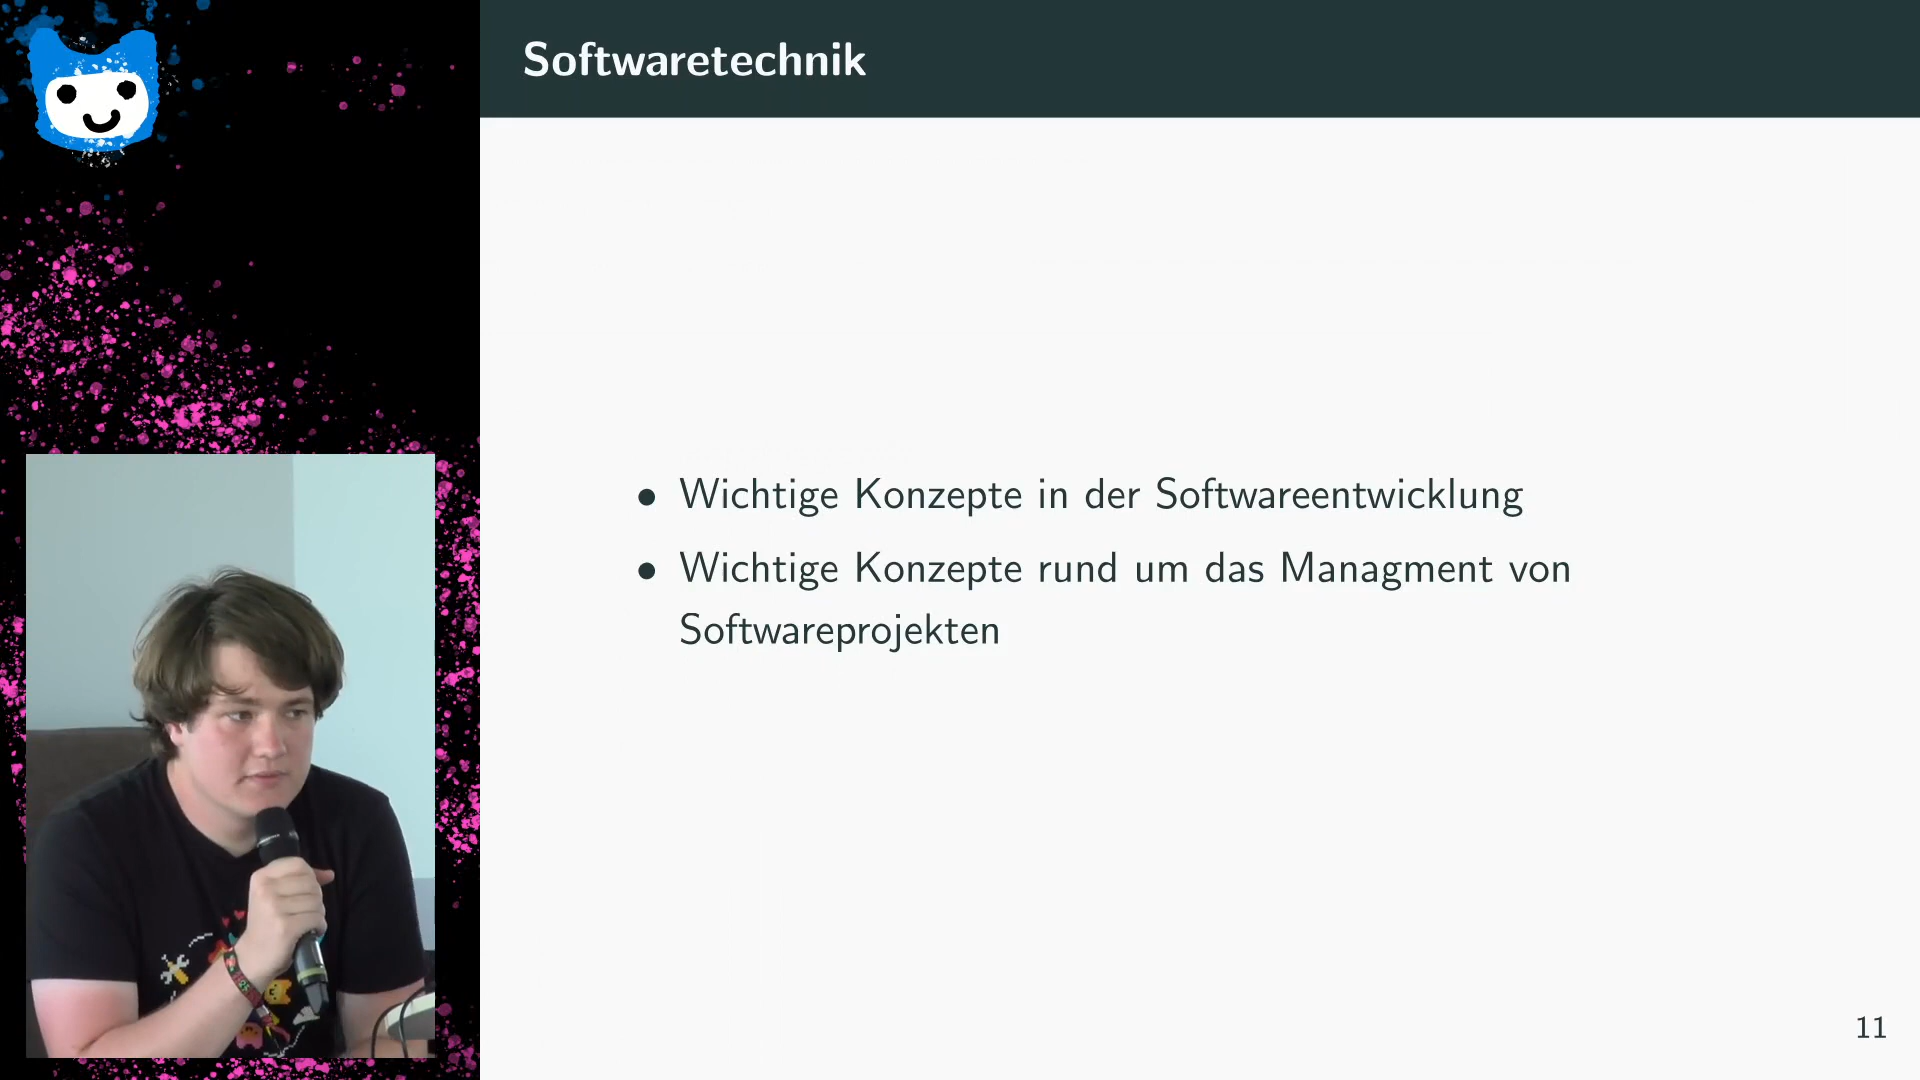 Softwaretechnik
• Wichtige Konzepte in der Softwareentwicklung
• Wichtige Konzepte rund um das Managment von
Softwareprojekten
11